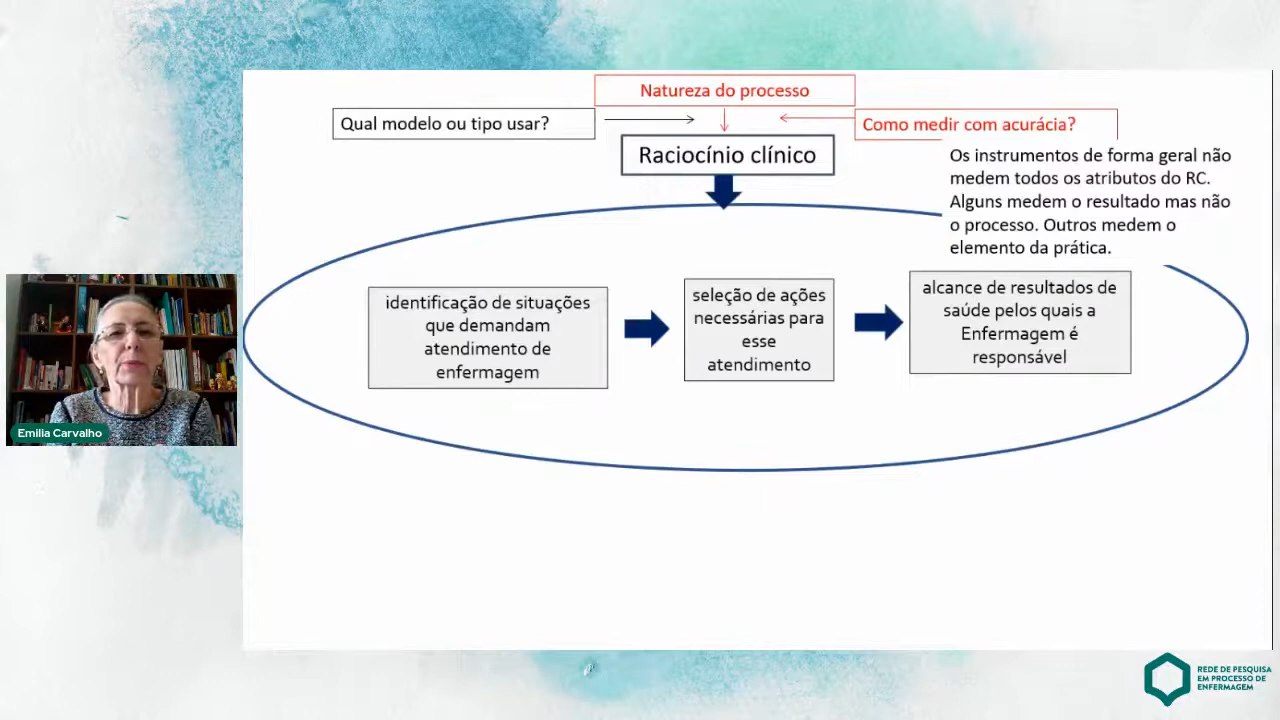 Natureza do processo
Qual modelo ou tipo usar?
Como medir com acurácia?
Raciocínio clínico
Os instrumentos de forma geral não
medem todos os atributos do RC.
Alguns medem o resultado mas não
o processo. Outros medem o
elemento da prática.
identificação de situações
que demandam
atendimento de
enfermagem
seleção de ações
necessárias para
esse
atendimento
alcance de resultados de
saúde pelos quais a
Enfermagem é
responsável
Emilia Carvalho
REDE DE PESQUISA
EM PROCESSO DE
ENFERMAGEM